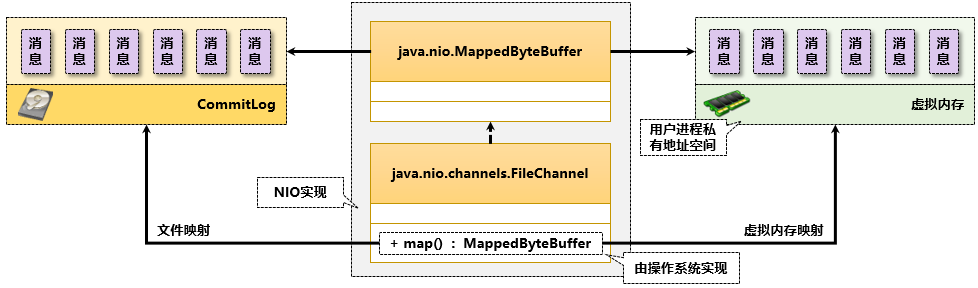 消息 消息 消息 消息 消息 消息
CommitLog
java.nio.MappedByteBuffer
消息 消息 消息 消息 消息 消息
虚拟内存
用户进程私
有地址空间
java.nio.channels.FileChannel
NIO实现
文件映射
+ map() : MappedByteBuffer
虚拟内存映射
由操作系统实现